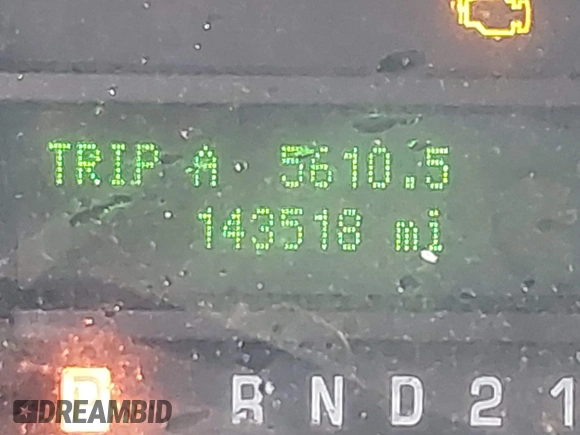 TRIP A 5610.5
143518 mi
P R N D 2 1
DREAMBID